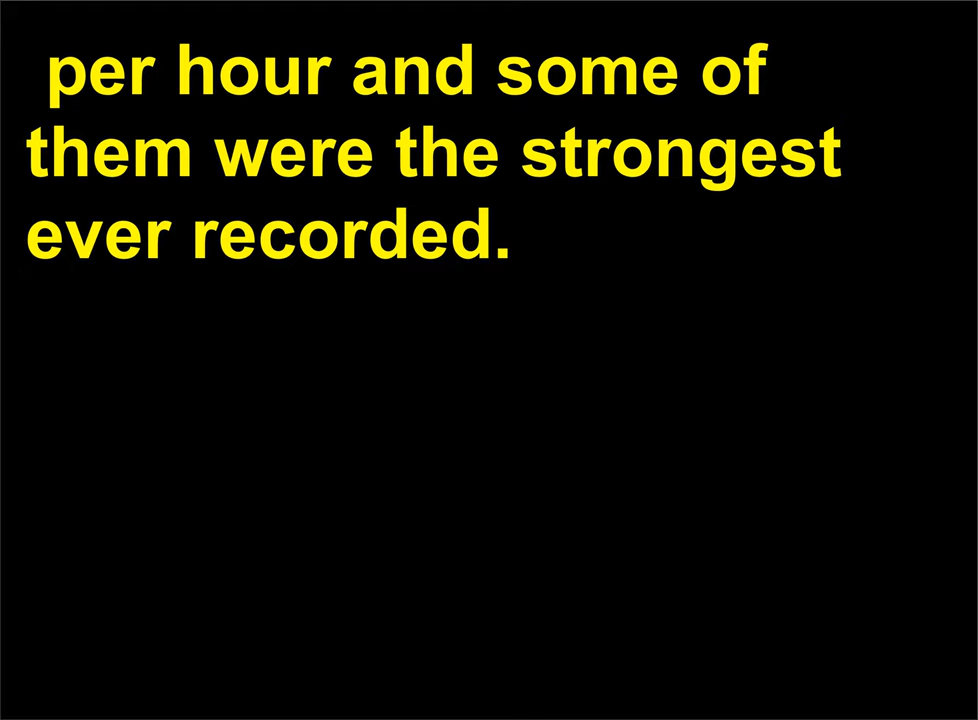 per hour and some of
them were the strongest
ever recorded.